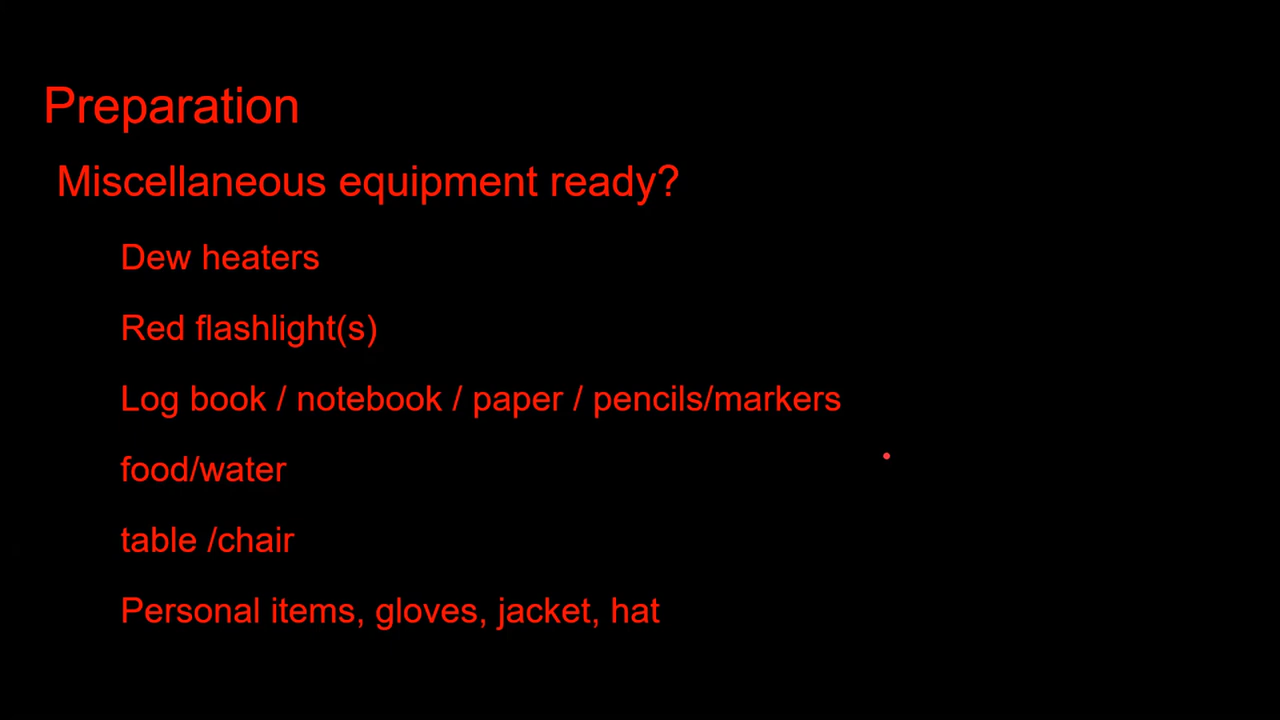 Preparation
Miscellaneous equipment ready?
Dew heaters
Red flashlight(s)
Log book / notebook / paper / pencils/markers
food/water
table /chair
Personal items, gloves, jacket, hat